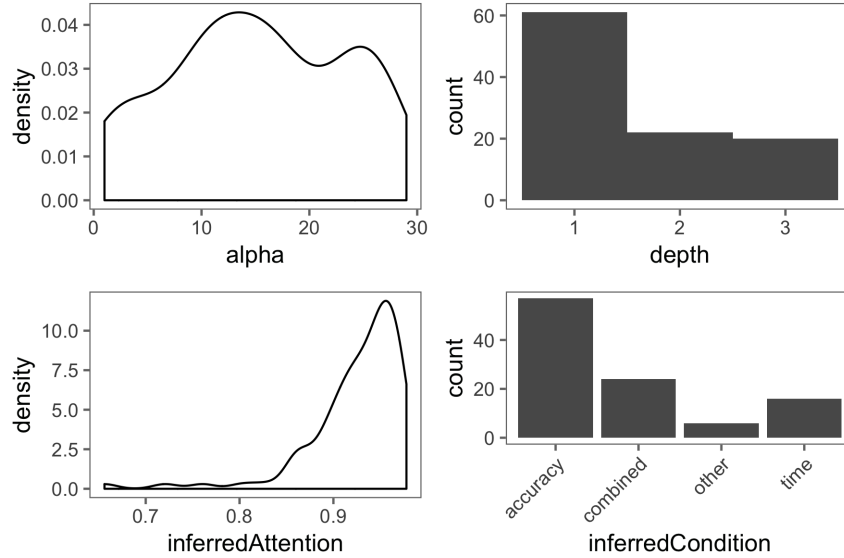 density
0.04
0.03
0.02
0.01
0.00
0 10 20 30
alpha
count
60
40
20
0
1 2 3
depth
density
10.0
7.5
5.0
2.5
0.0
0.7 0.8 0.9
inferredAttention
count
40
20
0
accuracy combined other time
inferredCondition